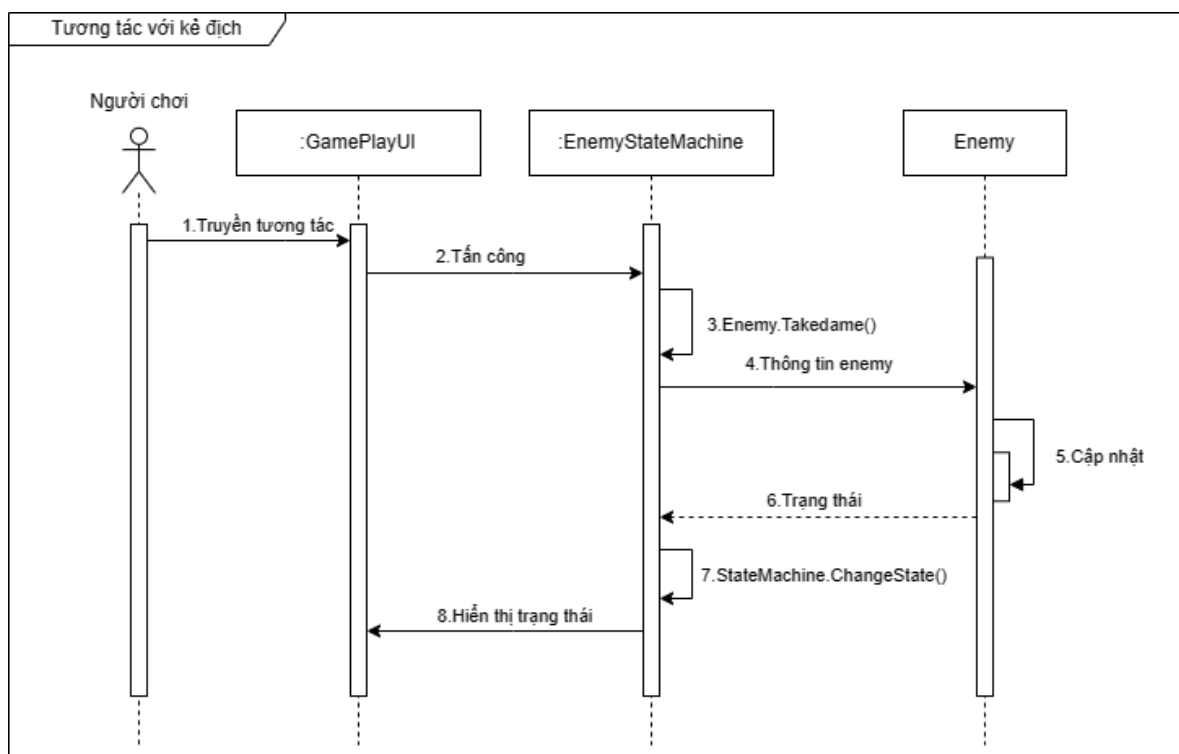 Tương tác với kẻ địch
Người chơi
:GamePlayUI
:EnemyStateMachine
Enemy
1.Truyền tương tác
2.Tấn công
3.Enemy.Takedame()
4.Thông tin enemy
5.Cập nhật
6.Trạng thái
7.StateMachine.ChangeState()
8.Hiển thị trạng thái